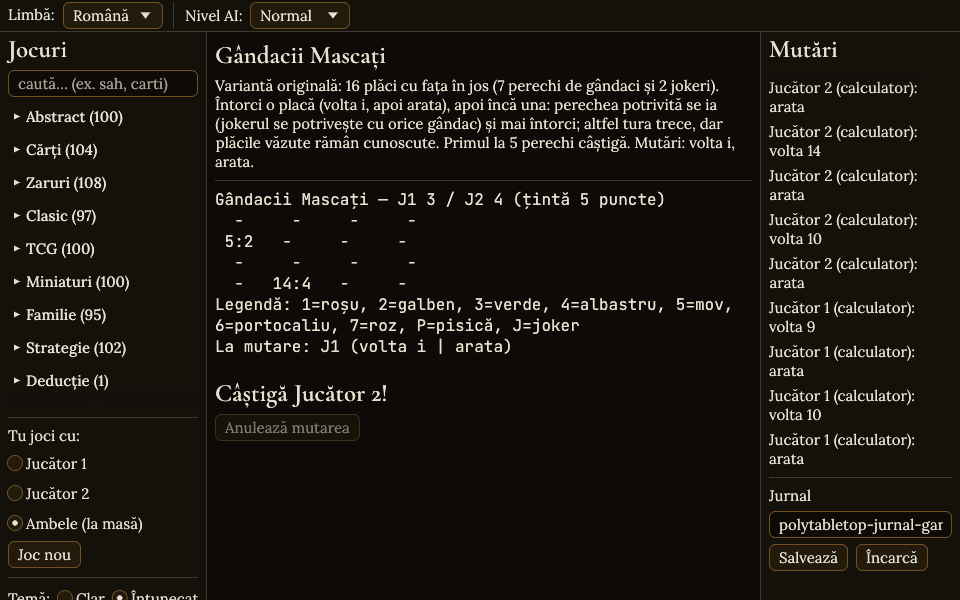 Limbă: Română ▼ Nivel AI: Normal ▼
Jocuri
caută... (ex. sah, carti)
▸ Abstract (100)
▸ Cărți (104)
▸ Zaruri (108)
▸ Clasic (97)
▸ TCG (100)
▸ Miniaturi (100)
▸ Familie (95)
▸ Strategie (102)
▸ Deducție (1)
Tu joci cu:
Jucător 1
Jucător 2
Ambele (la masă)
Joc nou
Temă: Clar Întunecat
Gândacii Mascați
Variantă originală: 16 plăci cu fața în jos (7 perechi de gândaci și 2 jokeri).
Întorci o placă (volta i, apoi arata), apoi încă una: perechea potrivită se ia
(jokerul se potrivește cu orice gândac) și mai întorci; altfel tura trece, dar
plăcile văzute rămân cunoscute. Primul la 5 perechi câștigă. Mutări: volta i,
arata.
Gândacii Mascați — J1 3 / J2 4 (țintă 5 puncte)
- - - -
5:2 - - -
- - - -
- 14:4 - -
Legendă: 1=roșu, 2=galben, 3=verde, 4=albastru, 5=mov,
6=portocaliu, 7=roz, P=pisică, J=joker
La mutare: J1 (volta i | arata)
Câștigă Jucător 2!
Anulează mutarea
Mutări
Jucător 2 (calculator):
arata
Jucător 2 (calculator):
volta 14
Jucător 2 (calculator):
arata
Jucător 2 (calculator):
volta 10
Jucător 2 (calculator):
arata
Jucător 1 (calculator):
volta 9
Jucător 1 (calculator):
arata
Jucător 1 (calculator):
volta 10
Jucător 1 (calculator):
arata
Jurnal
polytabletop-jurnal-gar
Salvează Încarcă